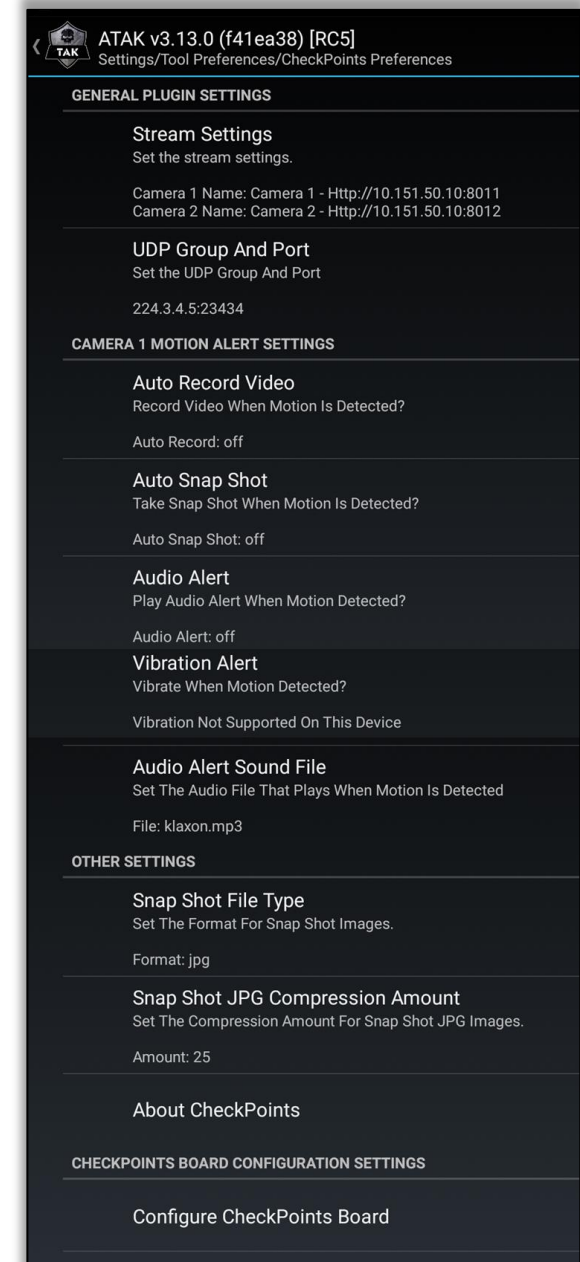 ATAK v3.13.0 (f41ea38) [RC5]
TAK
Settings/Tool Preferences/CheckPoints Preferences
GENERAL PLUGIN SETTINGS
Stream Settings
Set the stream settings.
Camera 1 Name: Camera 1 - Http://10.151.50.10:8011
Camera 2 Name: Camera 2 - Http://10.151.50.10:8012
UDP Group And Port
Set the UDP Group And Port
224.3.4.5:23434
CAMERA 1 MOTION ALERT SETTINGS
Auto Record Video
Record Video When Motion Is Detected?
Auto Record: off
Auto Snap Shot
Take Snap Shot When Motion Is Detected?
Auto Snap Shot: off
Audio Alert
Play Audio Alert When Motion Detected?
Audio Alert: off
Vibration Alert
Vibrate When Motion Detected?
Vibration Not Supported On This Device
Audio Alert Sound File
Set The Audio File That Plays When Motion Is Detected
File: klaxon.mp3
OTHER SETTINGS
Snap Shot File Type
Set The Format For Snap Shot Images.
Format: jpg
Snap Shot JPG Compression Amount
Set The Compression Amount For Snap Shot JPG Images.
Amount: 25
About CheckPoints
CHECKPOINTS BOARD CONFIGURATION SETTINGS
Configure CheckPoints Board